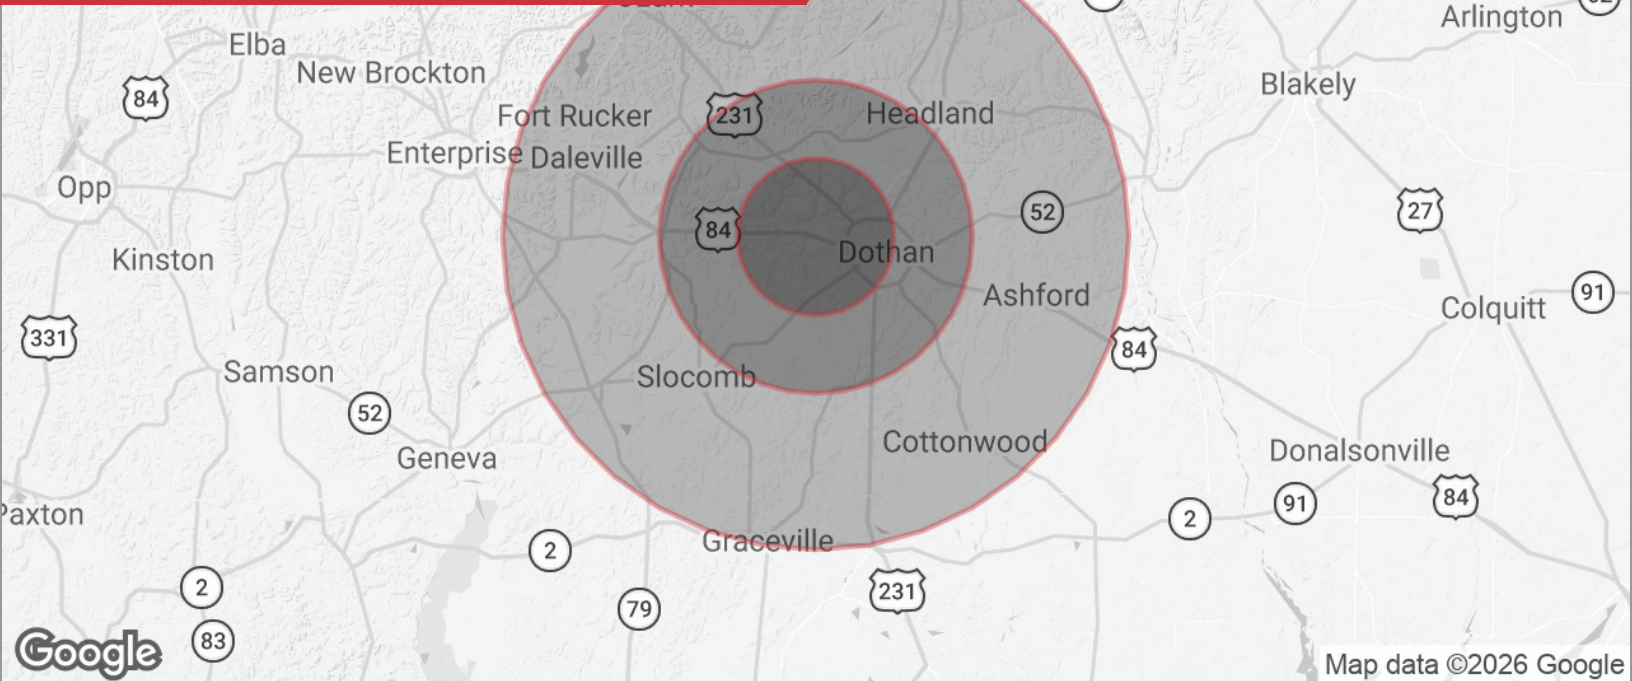 Arlington
Elba
New Brockton
Blakely
84
231
Fort Rucker
Headland
Enterprise
Daleville
Opp
52
27
84
Dothan
Kinston
Ashford
91
Colquitt
331
84
Samson
Slocomb
52
Cottonwood
Geneva
Donalsonville
84
91
Paxton
2
Graceville
2
231
2
79
83
Google
Map data ©2026 Google